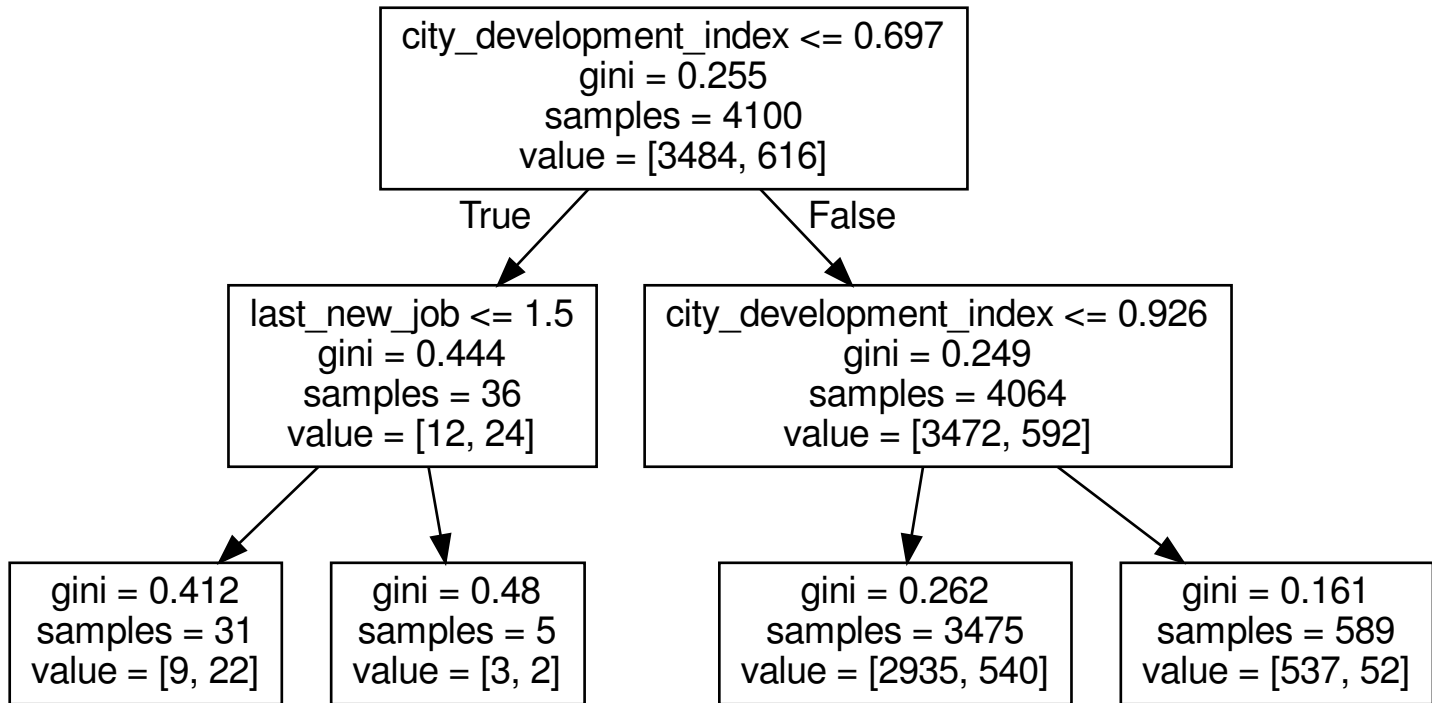 city_development_index <= 0.697
gini = 0.255
samples = 4100
value = [3484, 616]
True
False
last_new_job <= 1.5
gini = 0.444
samples = 36
value = [12, 24]
city_development_index <= 0.926
gini = 0.249
samples = 4064
value = [3472, 592]
gini = 0.412
samples = 31
value = [9, 22]
gini = 0.48
samples = 5
value = [3, 2]
gini = 0.262
samples = 3475
value = [2935, 540]
gini = 0.161
samples = 589
value = [537, 52]